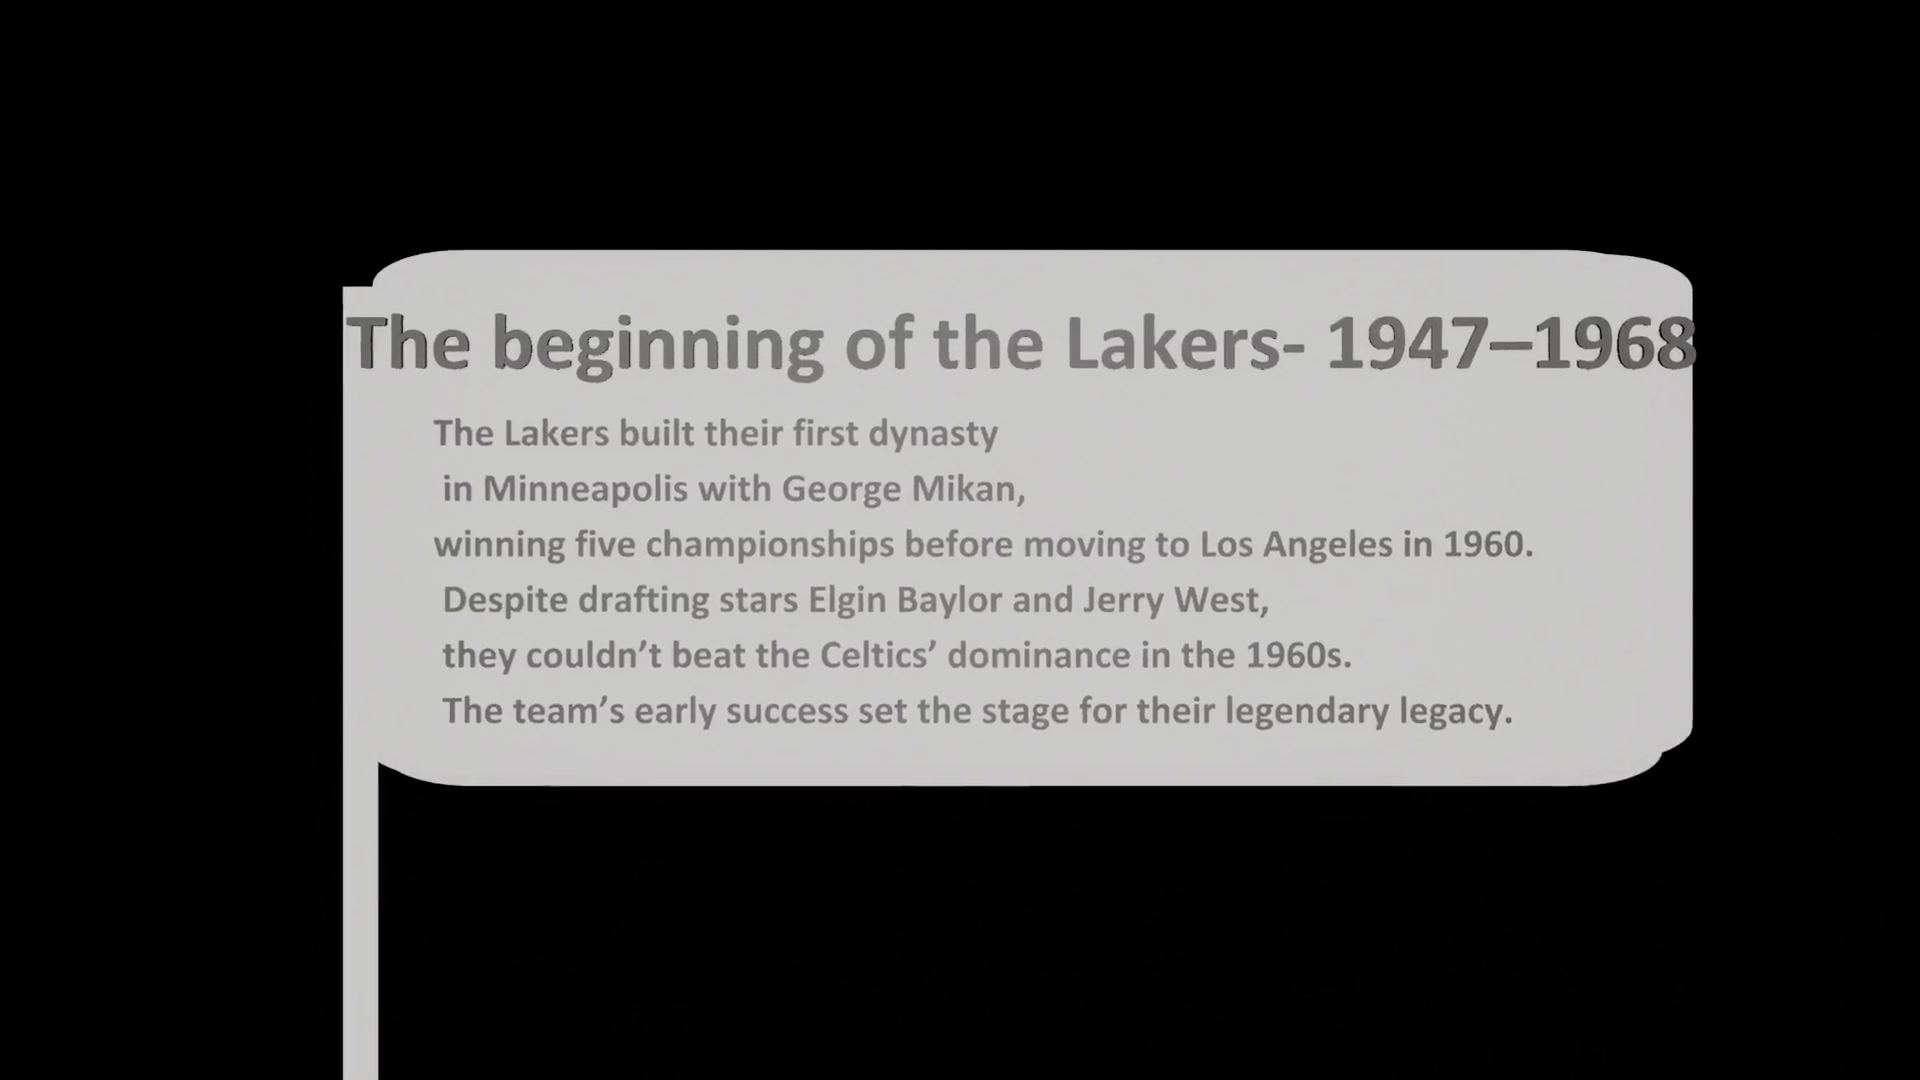 The beginning of the Lakers- 1947–1968
The Lakers built their first dynasty
in Minneapolis with George Mikan,
winning five championships before moving to Los Angeles in 1960.
Despite drafting stars Elgin Baylor and Jerry West,
they couldn’t beat the Celtics’ dominance in the 1960s.
The team’s early success set the stage for their legendary legacy.